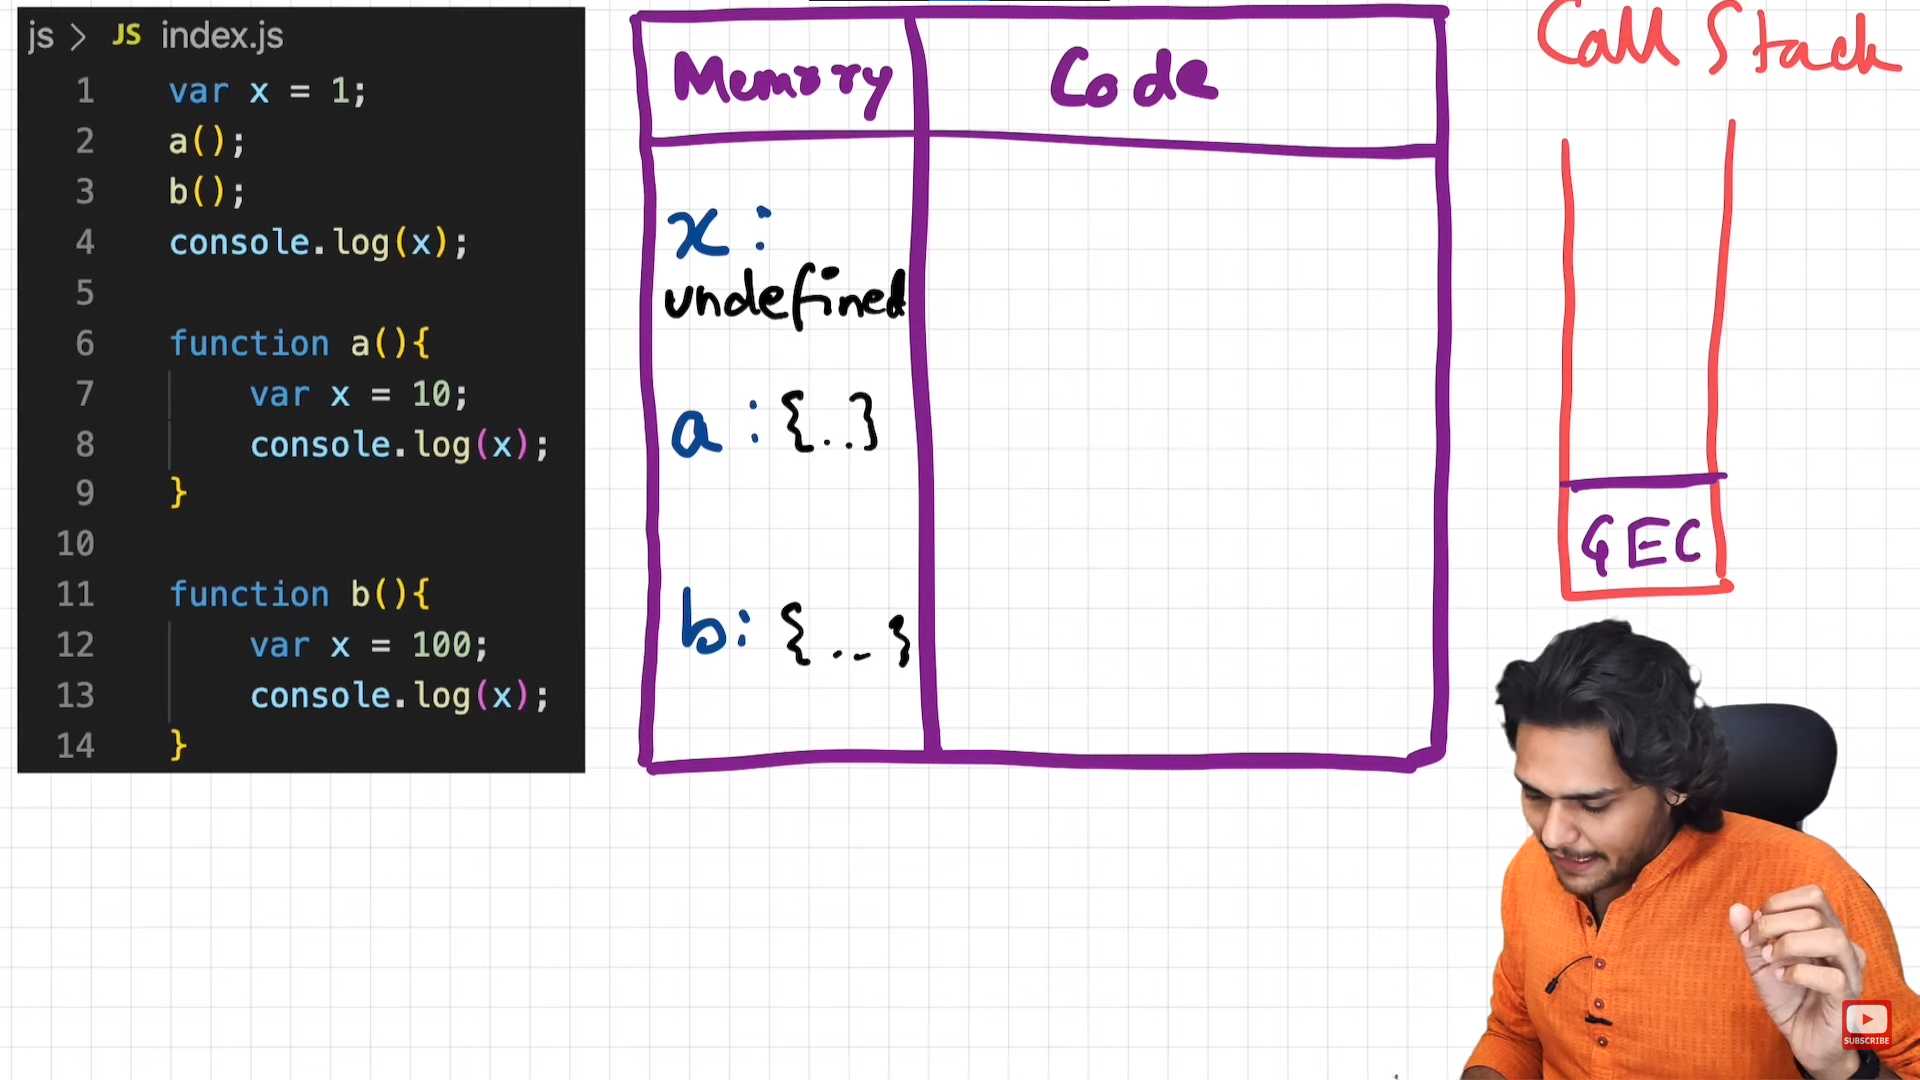 js > JS index.js
1 var x = 1;
2 a();
3 b();
4 console.log(x);
5
6 function a(){
7 var x = 10;
8 console.log(x);
9 }
10
11 function b(){
12 var x = 100;
13 console.log(x);
14 }
Memory Code
x :
undefined
a : {..}
b: {..}
Call Stack
GEC
SUBSCRIBE